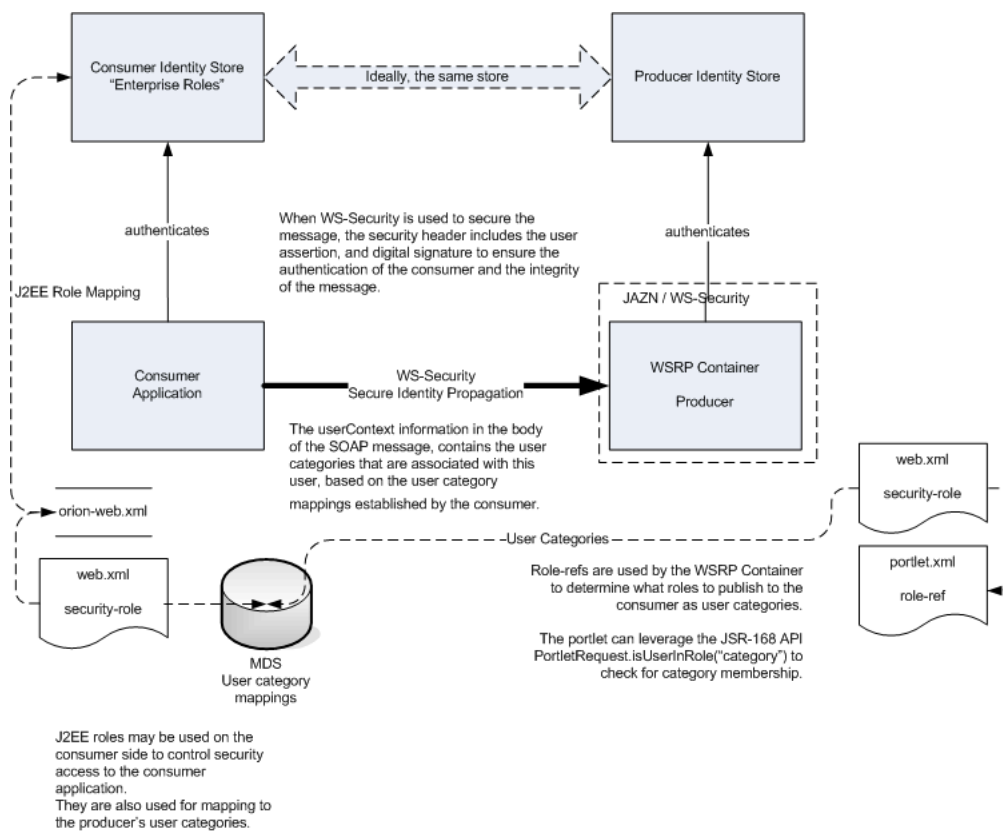 Consumer Identity Store
“Enterprise Roles”
Ideally, the same store
Producer Identity Store
authenticates
When WS-Security is used to secure the
message, the security header includes the user
assertion, and digital signature to ensure the
authentication of the consumer and the integrity
of the message.
authenticates
J2EE Role Mapping
JAZN / WS-Security
Consumer
Application
WS-Security
Secure Identity Propagation
WSRP Container
Producer
The userContext information in the body
of the SOAP message, contains the user
categories that are associated with this
user, based on the user category
mappings established by the consumer.
web.xml
security-role
orion-web.xml
User Categories
web.xml
security-role
Role-refs are used by the WSRP Container
to determine what roles to publish to the
consumer as user categories.
portlet.xml
role-ref
The portlet can leverage the JSR-168 API
PortletRequest.isUserInRole(“category”) to
check for category membership.
MDS
User category
mappings
J2EE roles may be used on the
consumer side to control security
access to the consumer
application.
They are also used for mapping to
the producer’s user categories.